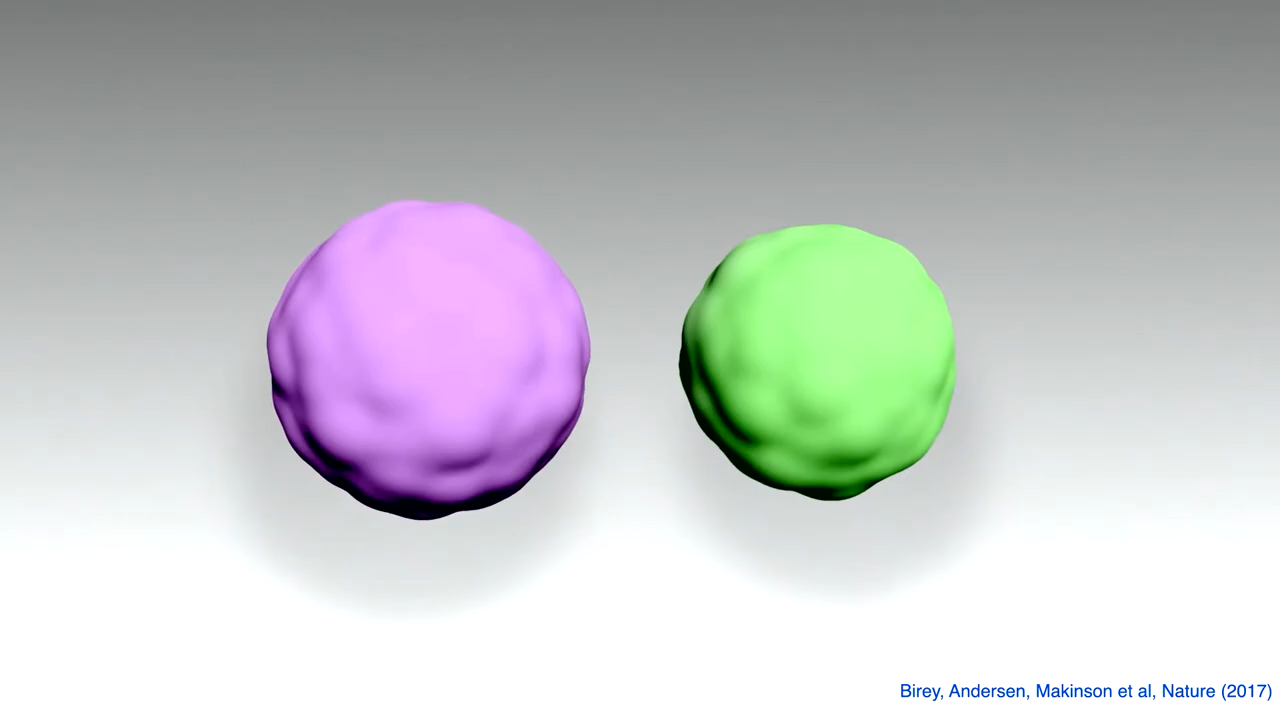 Birey, Andersen, Makinson et al, Nature (2017)